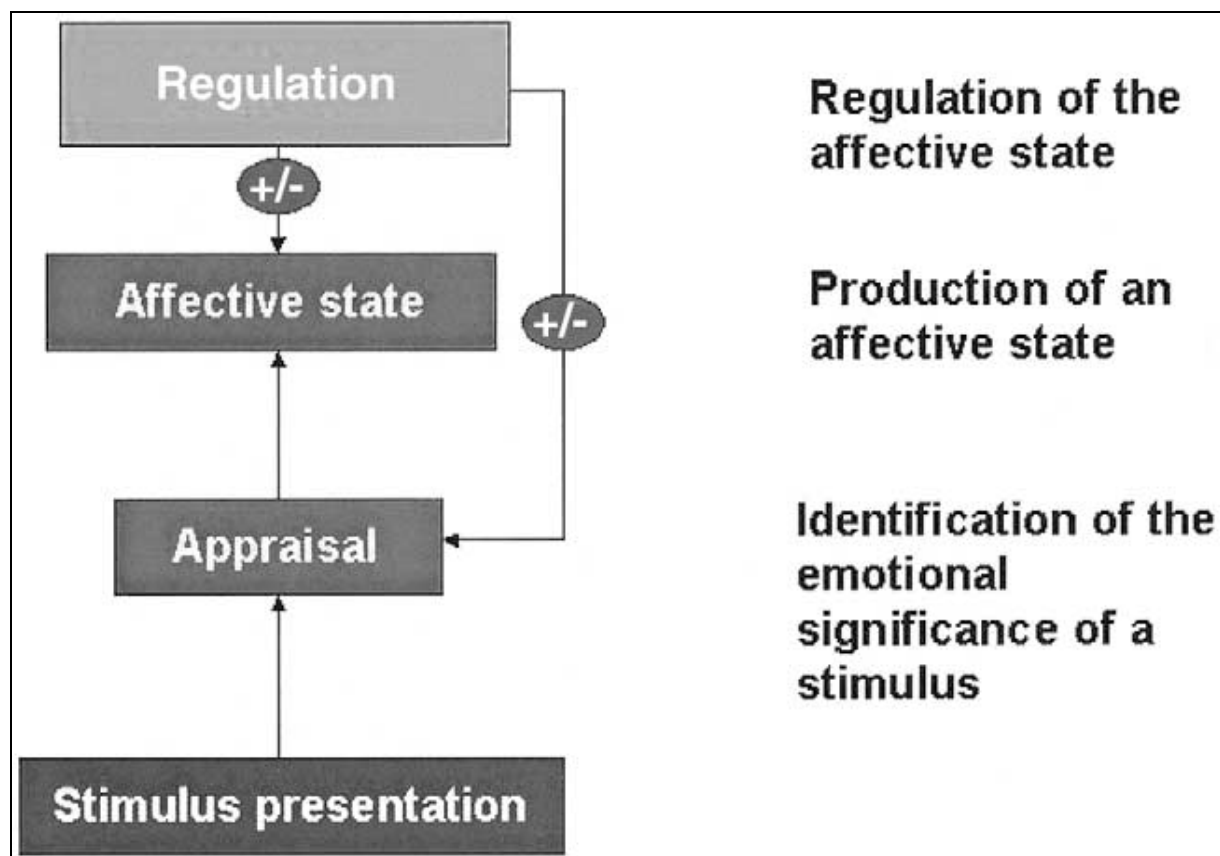 Regulation
+/-
Regulation of the
affective state
Affective state
+/-
Production of an
affective state
Appraisal
Identification of the
emotional
significance of a
stimulus
Stimulus presentation